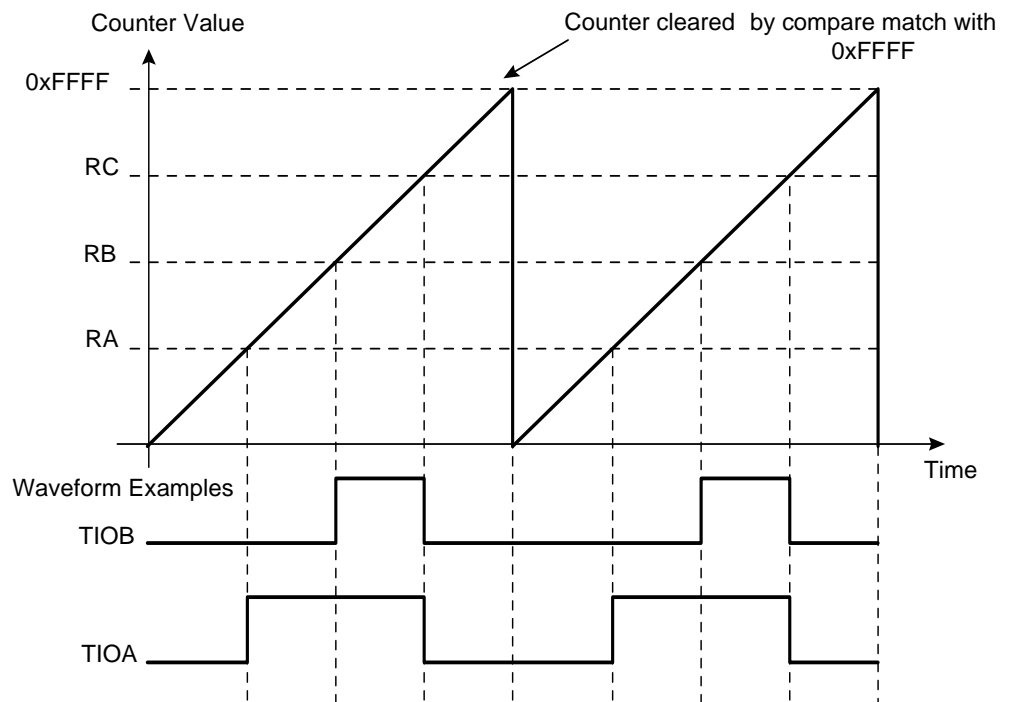 Counter Value
Counter cleared by compare match with
0xFFFF
0xFFFF
RC
RB
RA
Time
Waveform Examples
TIOB
TIOA